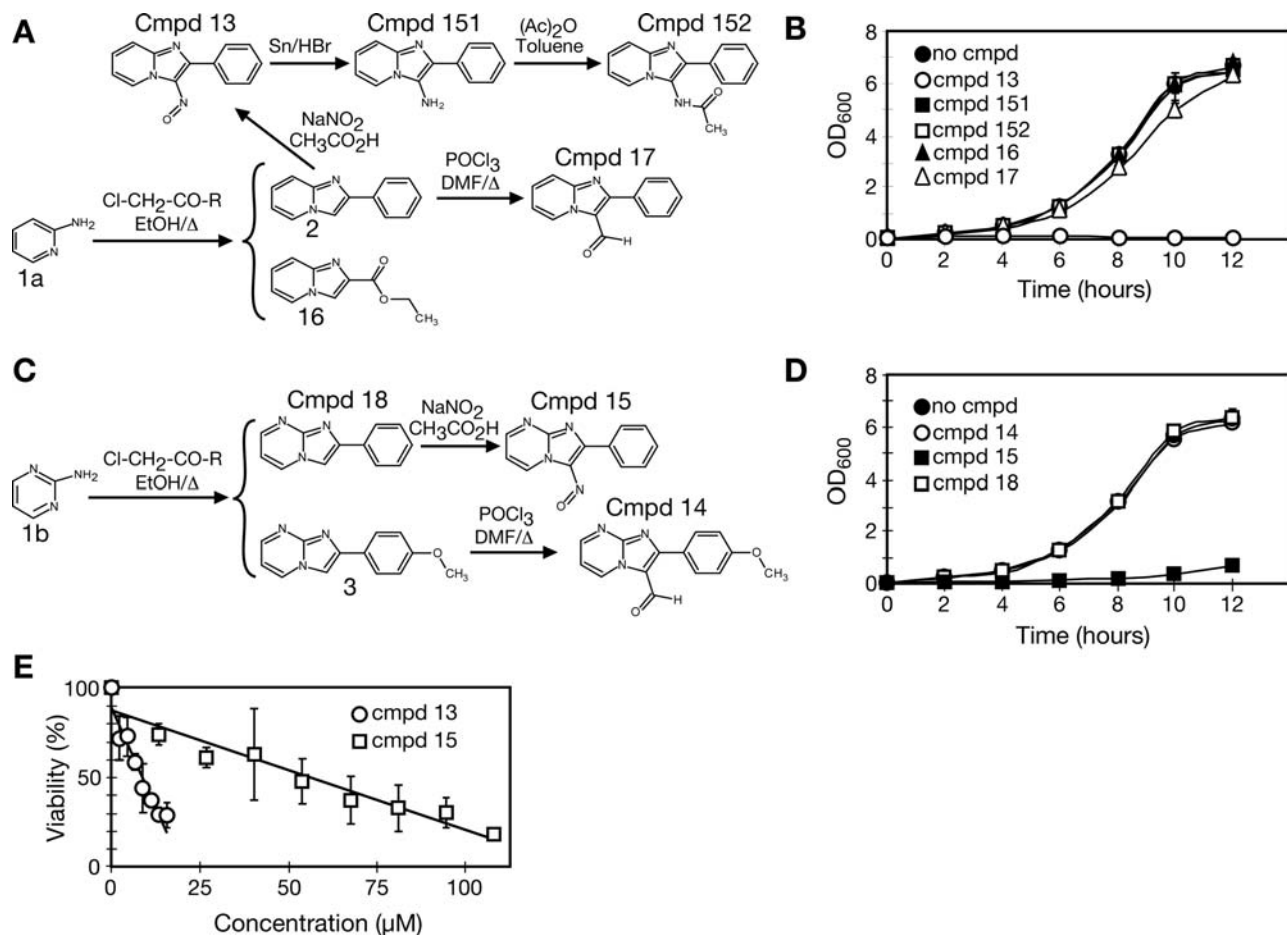 A
Cmpd 13
Cmpd 151
Cmpd 152
Sn/HBr
(Ac)2O
Toluene
N
N
N
O
N
N
NH2
N
N
NH
O
CH3
NaNO2
CH3CO2H
Cl-CH2-CO-R
EtOH/Δ
NH2
N
1a
N
N
2
POCl3
DMF/Δ
Cmpd 17
N
N
O
H
N
N
O
O
CH3
16
B
OD600
8
6
4
2
0
no cmpd
cmpd 13
cmpd 151
cmpd 152
cmpd 16
cmpd 17
0 2 4 6 8 10 12
Time (hours)
C
Cmpd 18
NaNO2
CH3CO2H
Cmpd 15
N
N
N
N
N
N
N
O
Cl-CH2-CO-R
EtOH/Δ
N
NH2
N
1b
N
N
N
O
CH3
3
POCl3
DMF/Δ
Cmpd 14
N
N
N
O
CH3
O
H
D
OD600
8
6
4
2
0
no cmpd
cmpd 14
cmpd 15
cmpd 18
0 2 4 6 8 10 12
Time (hours)
E
Viability (%)
100
50
0
cmpd 13
cmpd 15
0 25 50 75 100
Concentration (µM)